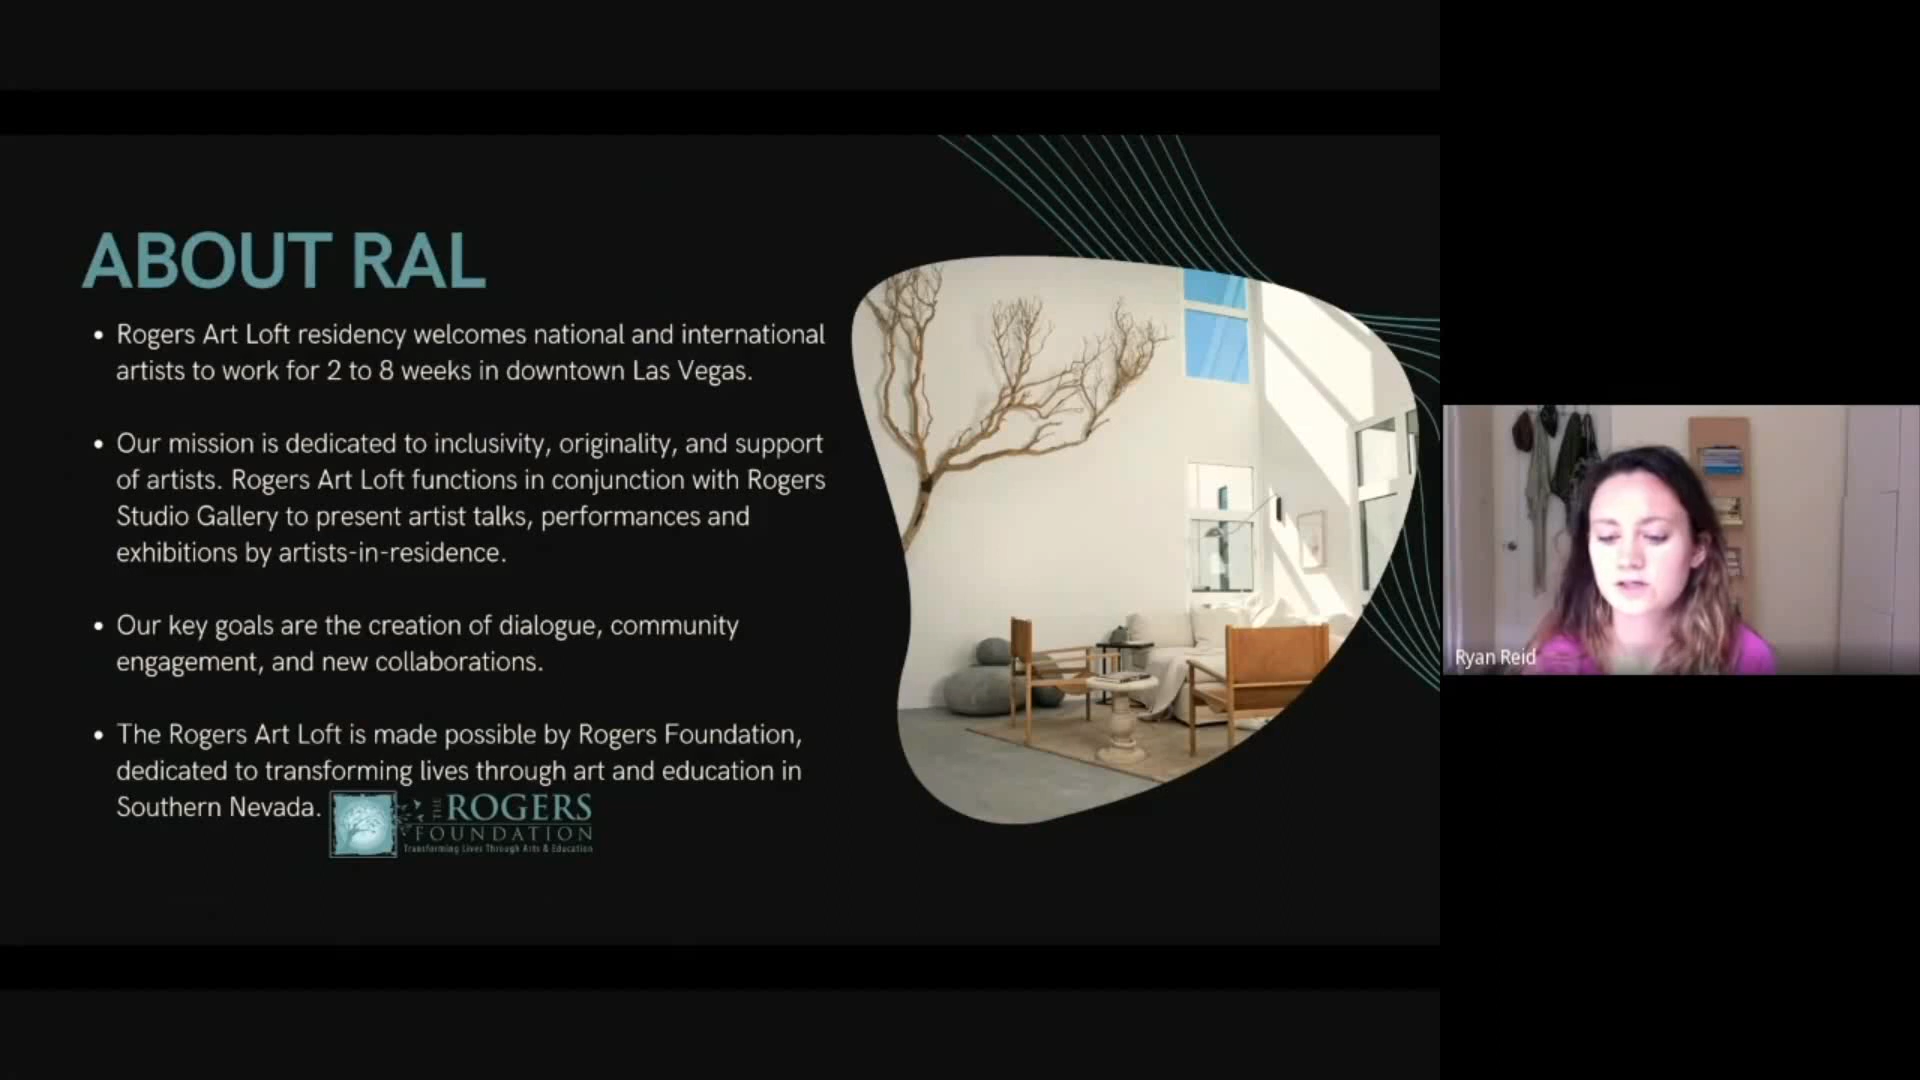 ABOUT RAL
• Rogers Art Loft residency welcomes national and international
artists to work for 2 to 8 weeks in downtown Las Vegas.
• Our mission is dedicated to inclusivity, originality, and support
of artists. Rogers Art Loft functions in conjunction with Rogers
Studio Gallery to present artist talks, performances and
exhibitions by artists-in-residence.
• Our key goals are the creation of dialogue, community
engagement, and new collaborations.
• The Rogers Art Loft is made possible by Rogers Foundation,
dedicated to transforming lives through art and education in
Southern Nevada.
THE ROGERS
FOUNDATION
Transforming Lives Through Arts & Education
Ryan Reid